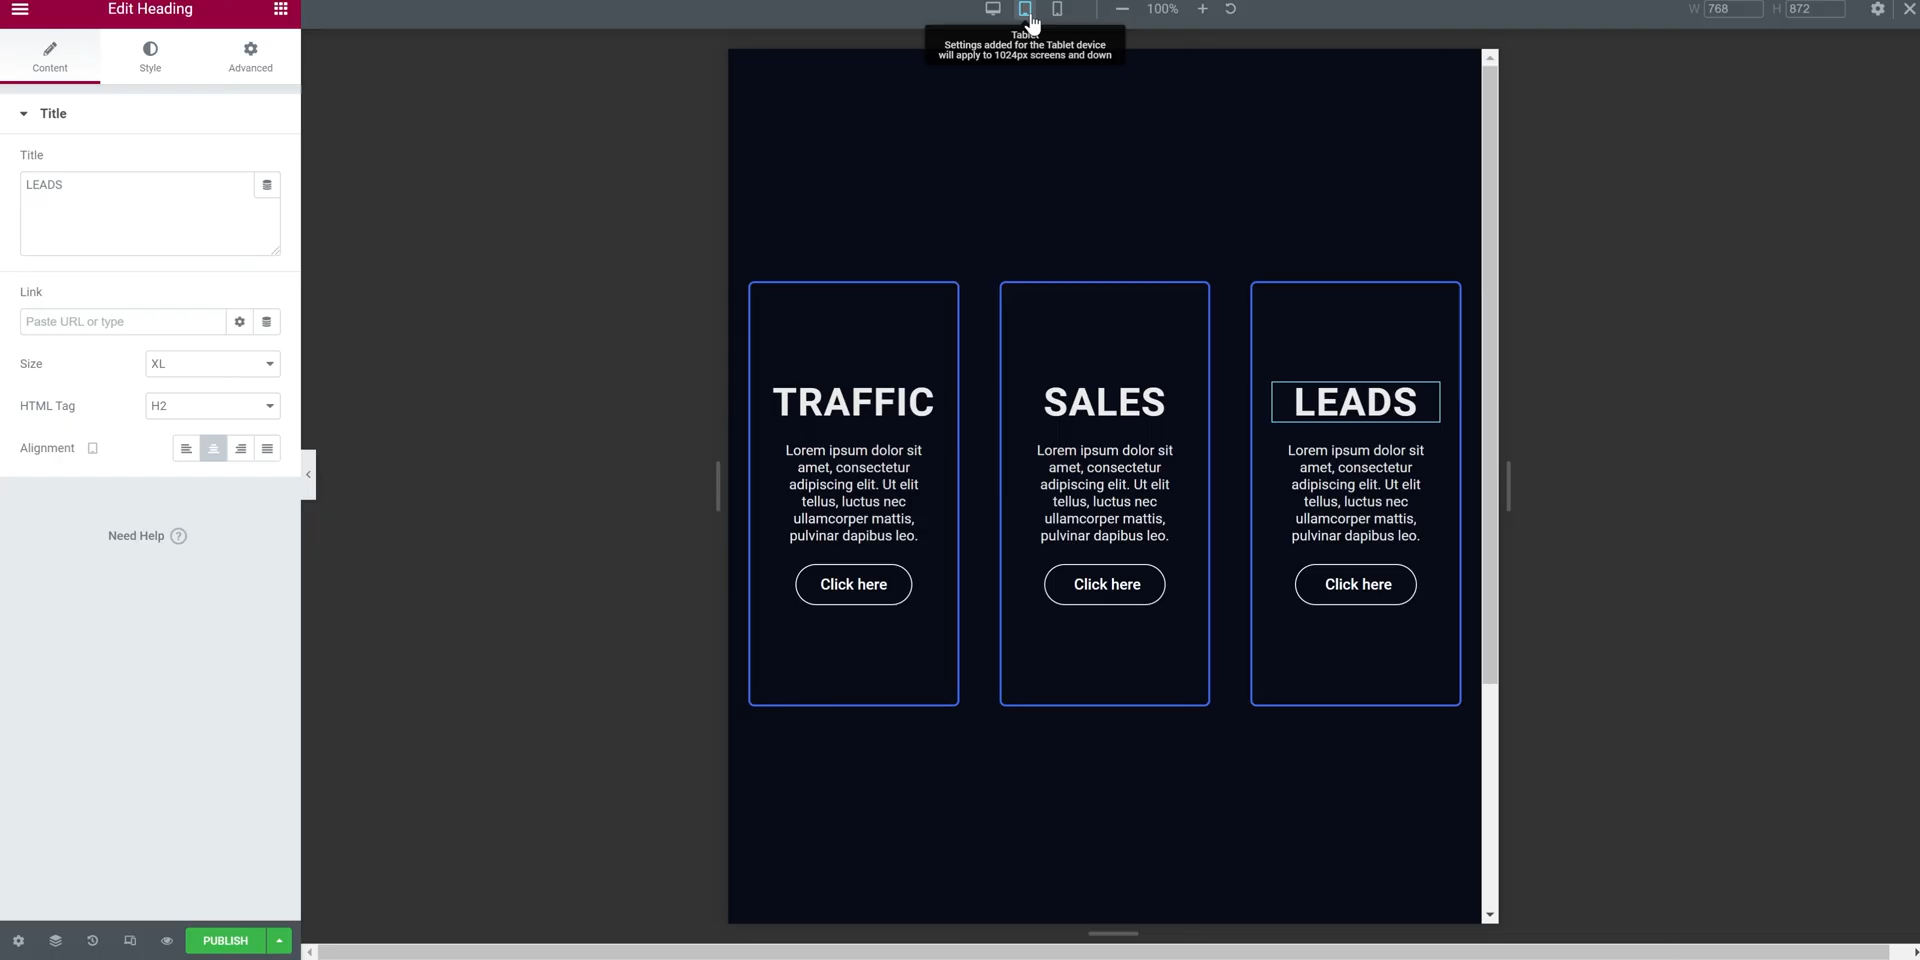 Edit Heading
100%
W 768 H 872
Tablet
Settings added for the Tablet device
will apply to 1024px screens and down
Content Style Advanced
Title
Title
LEADS
Link
Paste URL or type
Size XL
HTML Tag H2
Alignment
Need Help ?
PUBLISH
TRAFFIC
Lorem ipsum dolor sit
amet, consectetur
adipiscing elit. Ut elit
tellus, luctus nec
ullamcorper mattis,
pulvinar dapibus leo.
Click here
SALES
Lorem ipsum dolor sit
amet, consectetur
adipiscing elit. Ut elit
tellus, luctus nec
ullamcorper mattis,
pulvinar dapibus leo.
Click here
LEADS
Lorem ipsum dolor sit
amet, consectetur
adipiscing elit. Ut elit
tellus, luctus nec
ullamcorper mattis,
pulvinar dapibus leo.
Click here